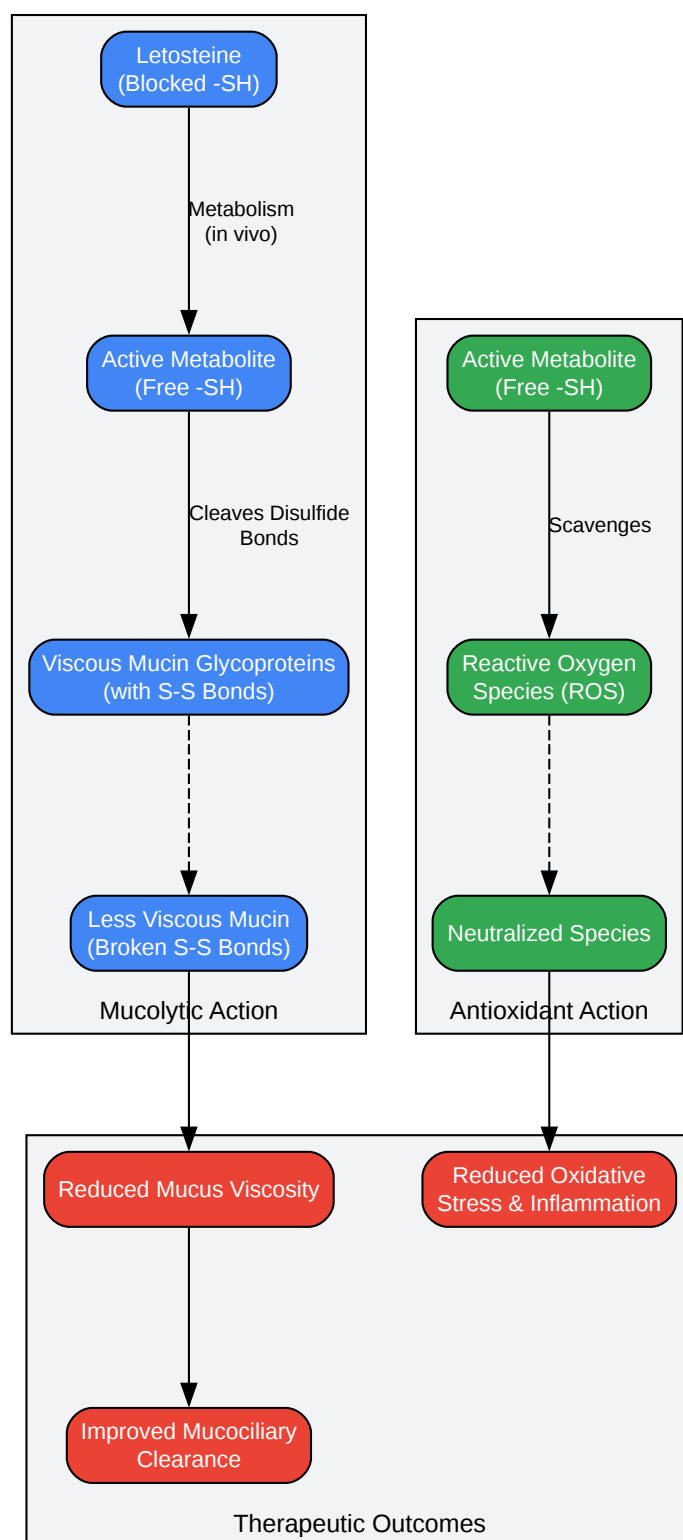 Letosteine
(Blocked -SH)
Metabolism
(in vivo)
Active Metabolite
(Free -SH)
Cleaves Disulfide
Bonds
Viscous Mucin Glycoproteins
(with S-S Bonds)
Less Viscous Mucin
(Broken S-S Bonds)
Mucolytic Action
Active Metabolite
(Free -SH)
Scavenges
Reactive Oxygen
Species (ROS)
Neutralized Species
Antioxidant Action
Reduced Mucus Viscosity
Reduced Oxidative
Stress & Inflammation
Improved Mucociliary
Clearance
Therapeutic Outcomes